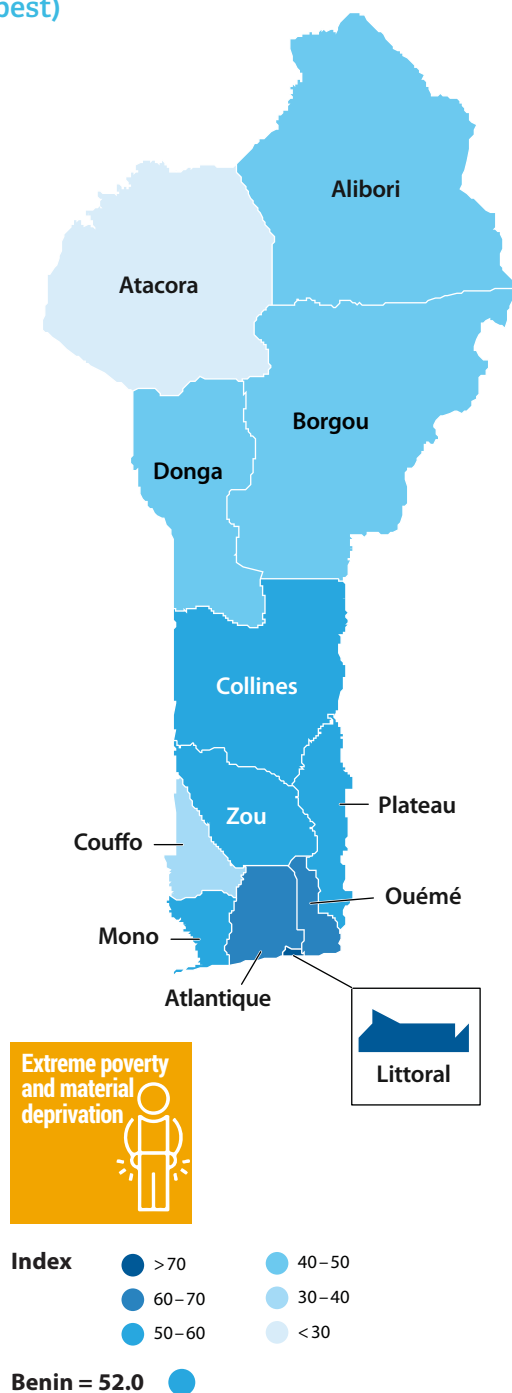 best)
Alibori
Atacora
Borgou
Donga
Collines
Plateau
Zou
Couffo
Ouémé
Mono
Atlantique
Littoral
Extreme poverty
and material
deprivation
Index
>70
40–50
60–70
30–40
50–60
<30
Benin = 52.0